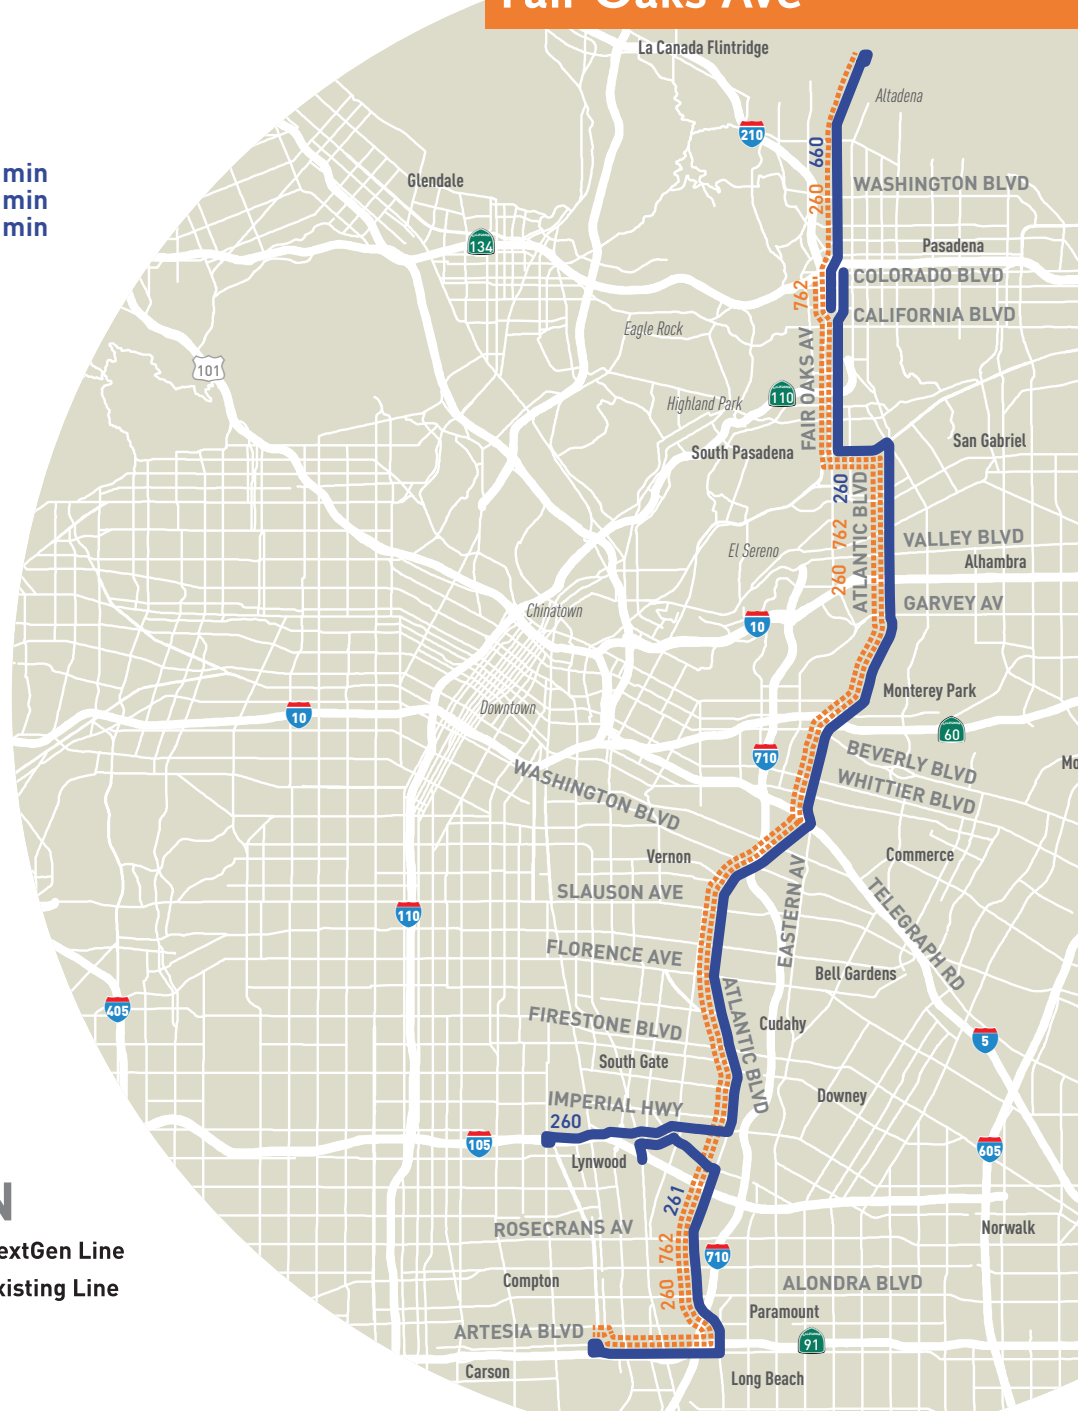 Fair Oaks Ave
La Canada Flintridge
Altadena
210
min
min
min
660
260
Glendale
WASHINGTON BLVD
134
Pasadena
COLORADO BLVD
762
CALIFORNIA BLVD
Eagle Rock
FAIR OAKS AV
101
110
Highland Park
South Pasadena
San Gabriel
260
762
260
ATLANTIC BLVD
VALLEY BLVD
El Sereno
Alhambra
GARVEY AV
Chinatown
10
Monterey Park
Downtown
10
60
710
BEVERLY BLVD
WHITTIER BLVD
WASHINGTON BLVD
Vernon
Commerce
SLAUSON AVE
EASTERN AV
TELEGRAPH RD
110
FLORENCE AVE
Bell Gardens
405
ATLANTIC BLVD
FIRESTONE BLVD
Cudahy
5
South Gate
Downey
IMPERIAL HWY
260
105
605
Lynwood
261
N
ROSECRANS AV
Norwalk
762
710
extGen Line
Compton
ALONDRA BLVD
xisting Line
260
Paramount
ARTESIA BLVD
91
Carson
Long Beach